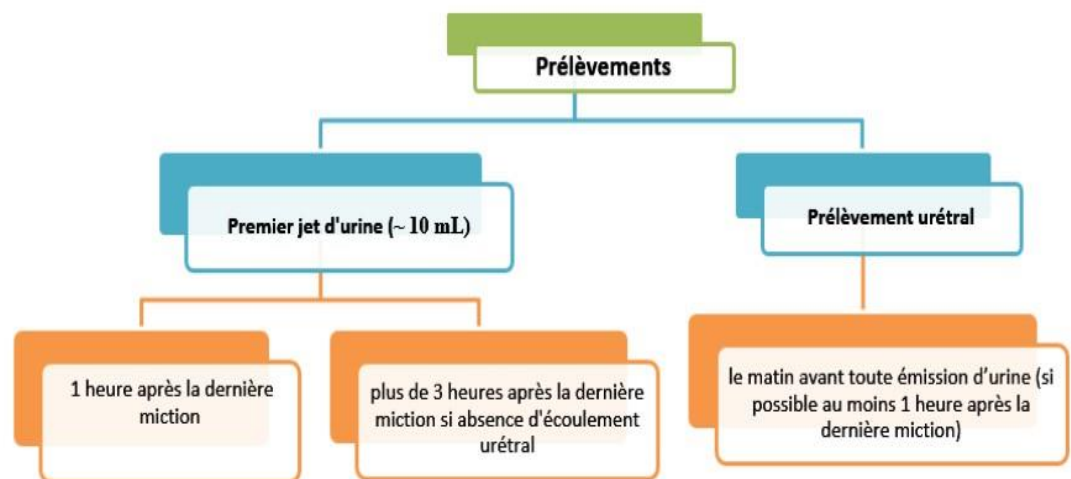 Prélèvements
Premier jet d'urine (~ 10 mL)
Prélèvement urétral
1 heure après la dernière
miction
plus de 3 heures après la dernière
miction si absence d'écoulement
urétral
le matin avant toute émission d’urine (si
possible au moins 1 heure après la
dernière miction)